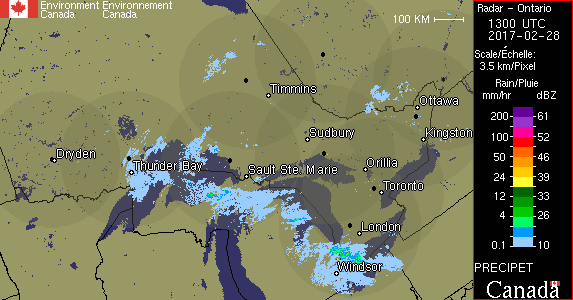 Environment Environnement
Canada Canada
100 KM
Radar - Ontario
1300 UTC
2017-02-28
Scale/Échelle:
3.5 km/Pixel
Rain/Pluie
mm/hr dBZ
200 61
100 52
50 46
24 39
12 33
4 26
0.1 10
PRECIPET
Canada
Timmins
Ottawa
Sudbury
Kingston
Dryden
Thunder Bay
Sault Ste. Marie
Orillia
Toronto
London
Windsor